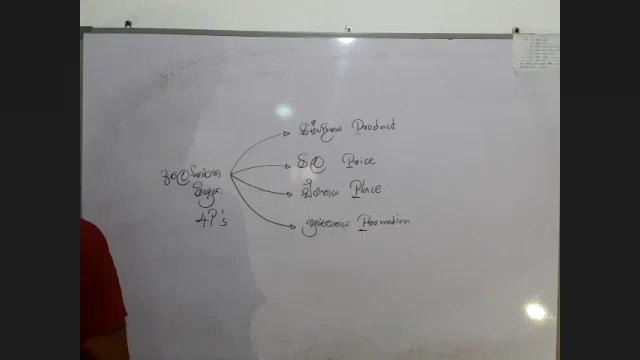 අලෙවිකරණ
මිශ්‍රය
4P's
නිෂ්පාදනය Product
මිල Price
ස්ථානය Place
ප්‍රවර්ධනය Promotion